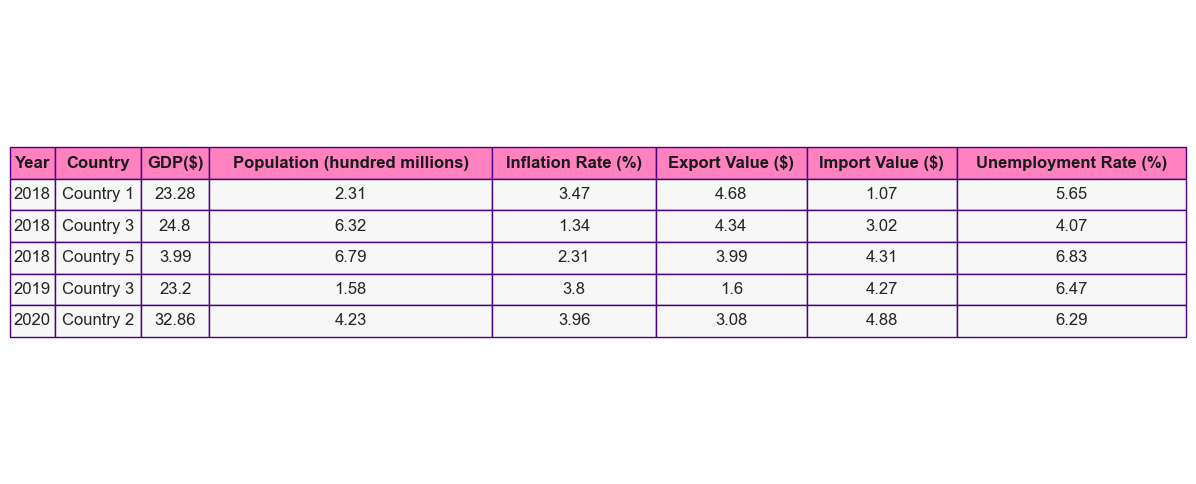 Year Country GDP($) Population (hundred millions) Inflation Rate (%) Export Value ($) Import Value ($) Unemployment Rate (%)
2018 Country 1 23.28 2.31 3.47 4.68 1.07 5.65
2018 Country 3 24.8 6.32 1.34 4.34 3.02 4.07
2018 Country 5 3.99 6.79 2.31 3.99 4.31 6.83
2019 Country 3 23.2 1.58 3.8 1.6 4.27 6.47
2020 Country 2 32.86 4.23 3.96 3.08 4.88 6.29